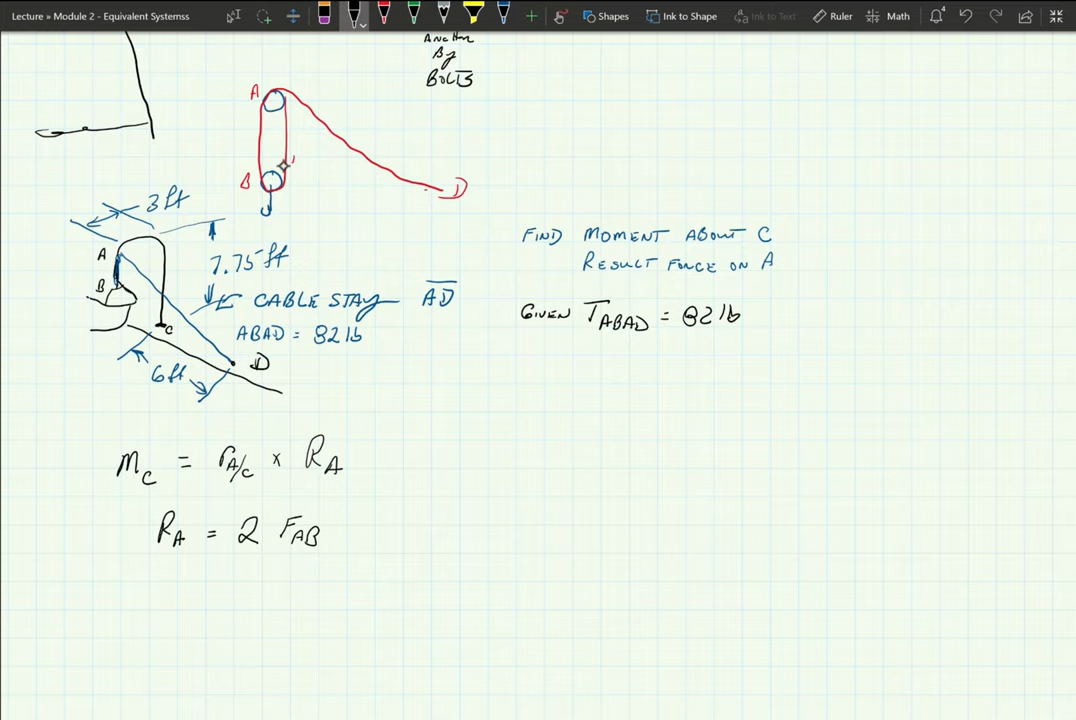 Lecture » Module 2 - Equivalent Systemss
Shapes
Ink to Shape
Ink to Text
Ruler
Math
4
ANCHOR
By
BOLTS
A
B
D
3 ft
7.75 ft
A
B
C
CABLE STAY AD
ABAD = 82 lb
D
6 ft
FIND MOMENT ABOUT C
RESULT FORCE ON A
GIVEN TABAD = 82 lb
MC = rA/C × RA
RA = 2 FAB